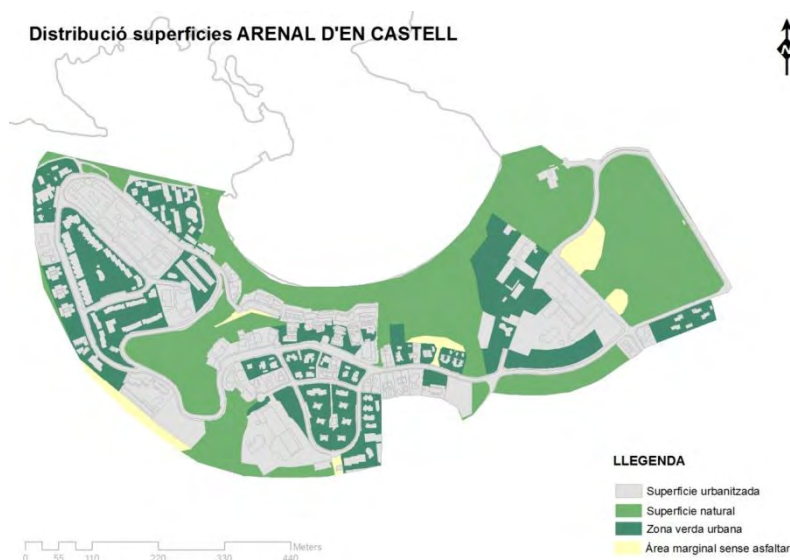 Distribució superficies ARENAL D'EN CASTELL
N
LLEGENDA
Superficie urbanitzada
Superficie natural
Zona verda urbana
Área marginal sense asfaltar
Meters
0 55 110 220 330 440